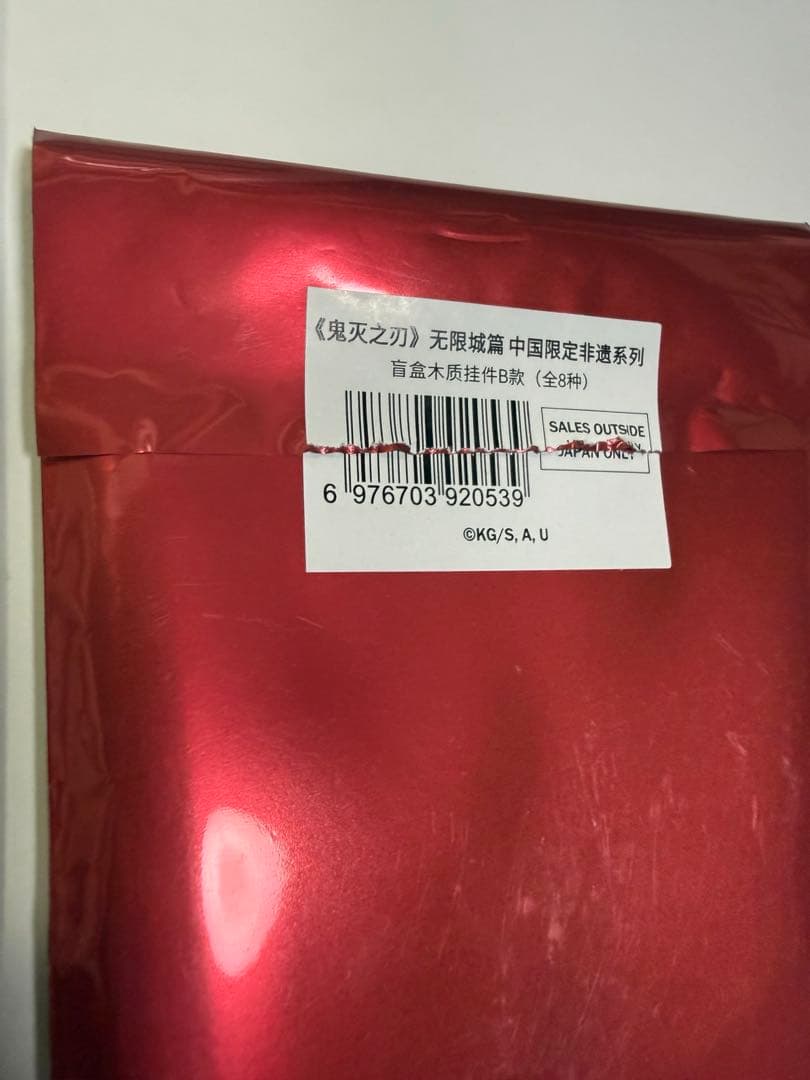 《鬼灭之刃》无限城篇 中国限定非遗系列
盲盒木质挂件B款（全8种）
SALES OUTSIDE
JAPAN ONLY
6 976703 920539
©KG/S, A, U